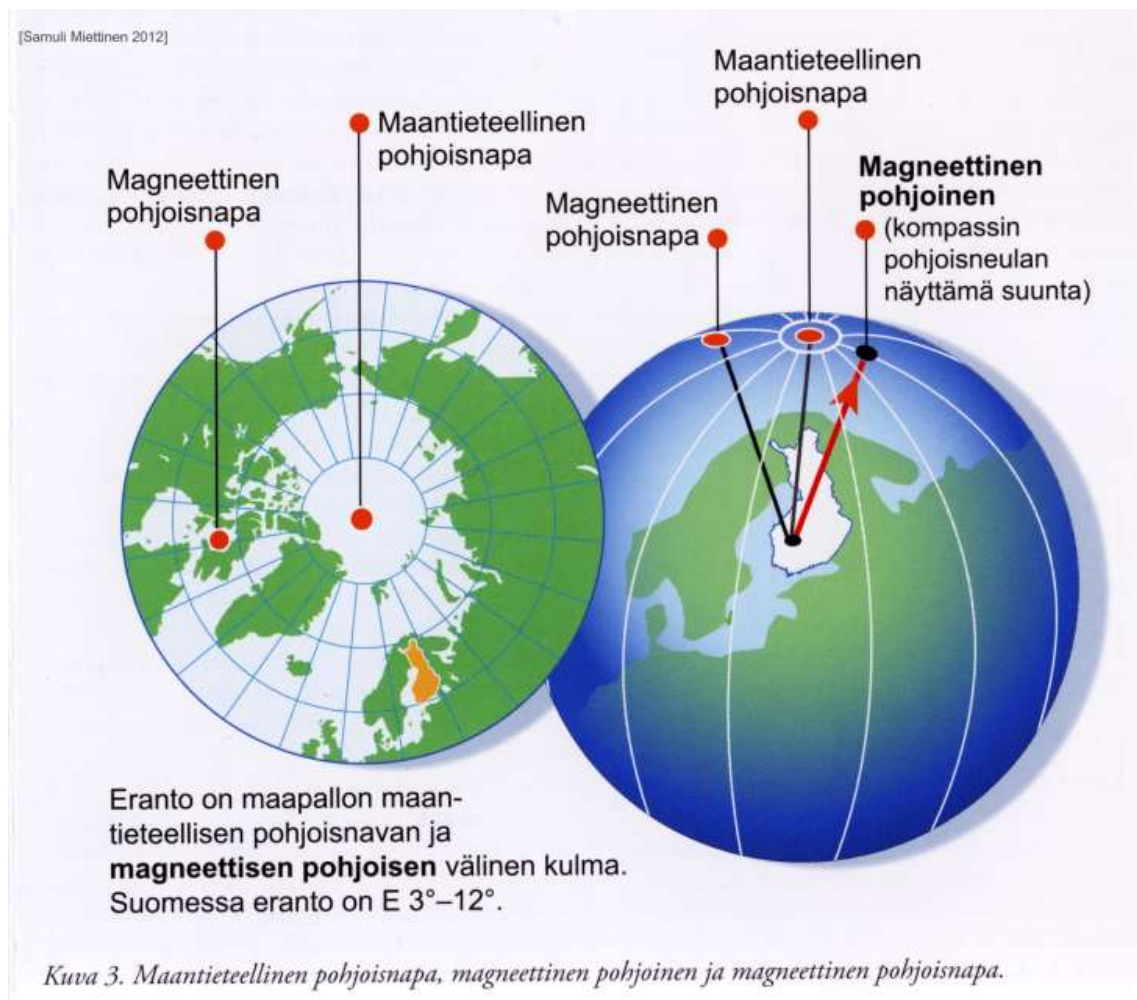 [Samuli Miettinen 2012]
Maantieteellinen
pohjoisnapa
Magneettinen
pohjoisnapa
Maantieteellinen
pohjoisnapa
Magneettinen
pohjoisnapa
Magneettinen
pohjoinen
(kompassin
pohjoisneulan
näyttämä suunta)
Eranto on maapallon maan-
tieteellisen pohjoisnavan ja
magneettisen pohjoisen välinen kulma.
Suomessa eranto on E 3°–12°.
Kuva 3. Maantieteellinen pohjoisnapa, magneettinen pohjoinen ja magneettinen pohjoisnapa.